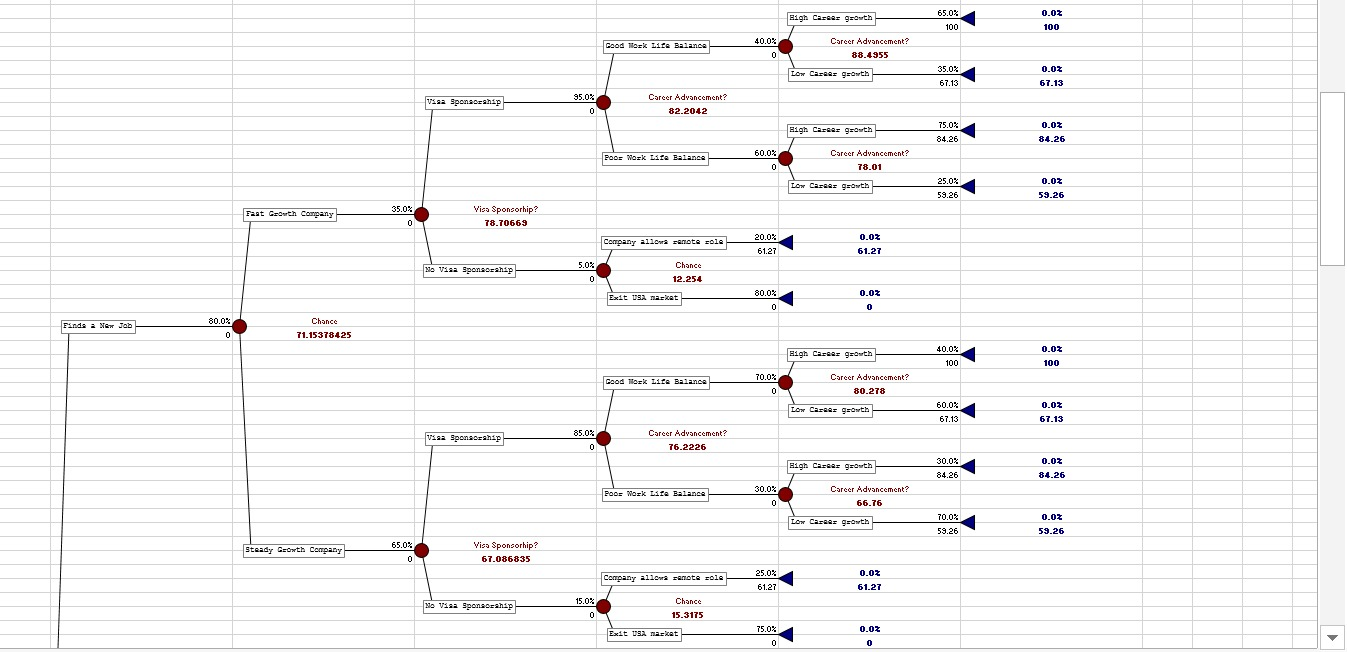 High Career growth 65.0% 0.0%
100 100
Good Work Life Balance 40.0% Career Advancement?
0 88.4955
Low Career growth 35.0% 0.0%
67.13 67.13
Visa Sponsorship 95.0% Career Advancement?
0 82.2042
High Career growth 75.0% 0.0%
84.26 84.26
Poor Work Life Balance 60.0% Career Advancement?
0 78.01
Low Career growth 25.0% 0.0%
59.26 59.26
Fast Growth Company 35.0% Visa Sponsorhip?
0 78.70669
Company allows remote role 20.0% 0.0%
61.27 61.27
No Visa Sponsorship 5.0% Chance
0 12.254
Exit USA market 80.0% 0.0%
0 0
Finds a New Job 80.0% Chance
0 71.15378425
High Career growth 40.0% 0.0%
100 100
Good Work Life Balance 70.0% Career Advancement?
0 80.278
Low Career growth 60.0% 0.0%
67.13 67.13
Visa Sponsorship 85.0% Career Advancement?
0 76.2226
High Career growth 30.0% 0.0%
84.26 84.26
Poor Work Life Balance 30.0% Career Advancement?
0 66.76
Low Career growth 70.0% 0.0%
59.26 59.26
Steady Growth Company 65.0% Visa Sponsorhip?
0 67.086835
Company allows remote role 25.0% 0.0%
61.27 61.27
No Visa Sponsorship 15.0% Chance
0 15.3175
Exit USA market 75.0% 0.0%
0 0